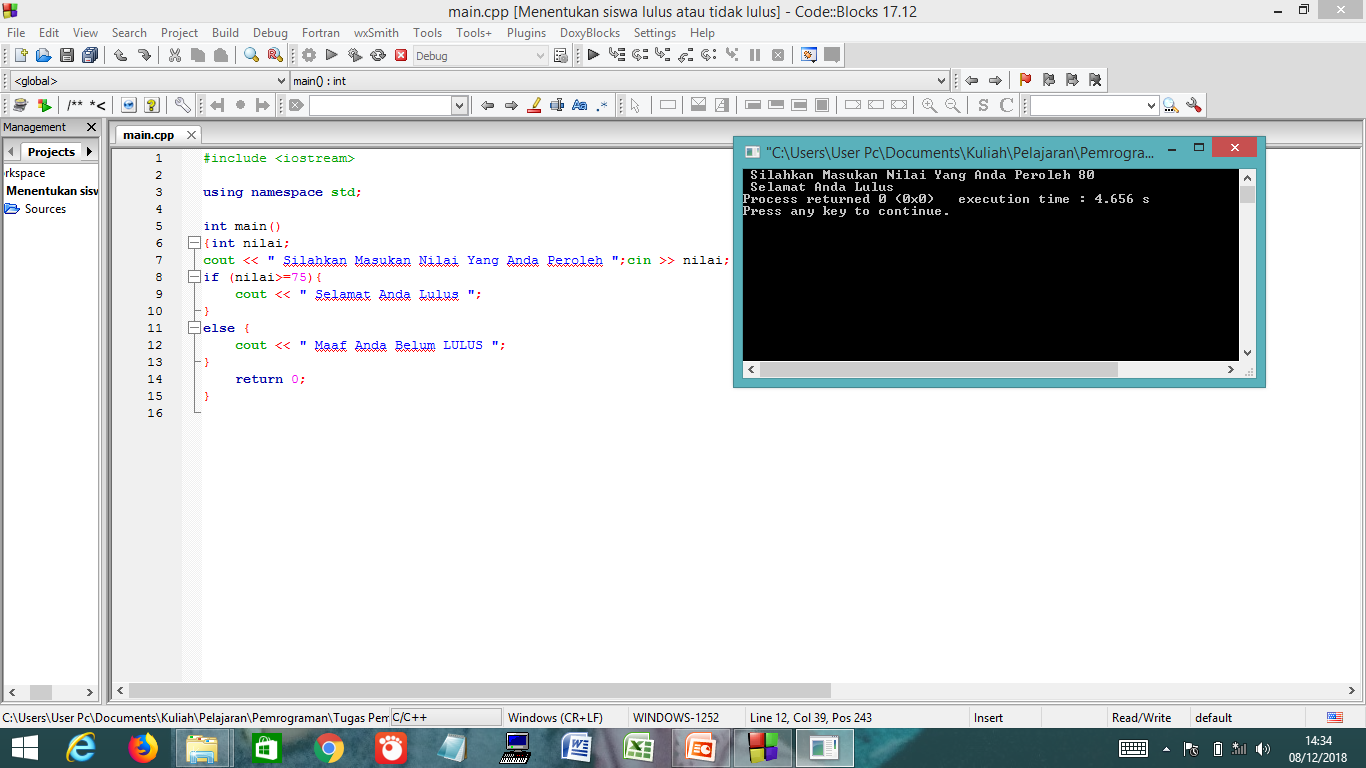 main.cpp [Menentukan siswa lulus atau tidak lulus] - Code::Blocks 17.12
File Edit View Search Project Build Debug Fortran wxSmith Tools Tools+ Plugins DoxyBlocks Settings Help
Debug
<global> main() : int
/** *<
Aa .*
S C
Management
main.cpp
Projects
rkspace
Menentukan sisw
Sources
1 #include <iostream>
2
3 using namespace std;
4
5 int main()
6 {int nilai;
7 cout << " Silahkan Masukan Nilai Yang Anda Peroleh ";cin >> nilai;
8 if (nilai>=75){
9 cout << " Selamat Anda Lulus ";
10 }
11 else {
12 cout << " Maaf Anda Belum LULUS ";
13 }
14 return 0;
15 }
16
"C:\Users\User Pc\Documents\Kuliah\Pelajaran\Pemrogra...
Silahkan Masukan Nilai Yang Anda Peroleh 80
Selamat Anda Lulus
Process returned 0 (0x0) execution time : 4.656 s
Press any key to continue.
C:\Users\User Pc\Documents\Kuliah\Pelajaran\Pemrograman\Tugas Pem C/C++ Windows (CR+LF) WINDOWS-1252 Line 12, Col 39, Pos 243 Insert Read/Write default
14:34
08/12/2018